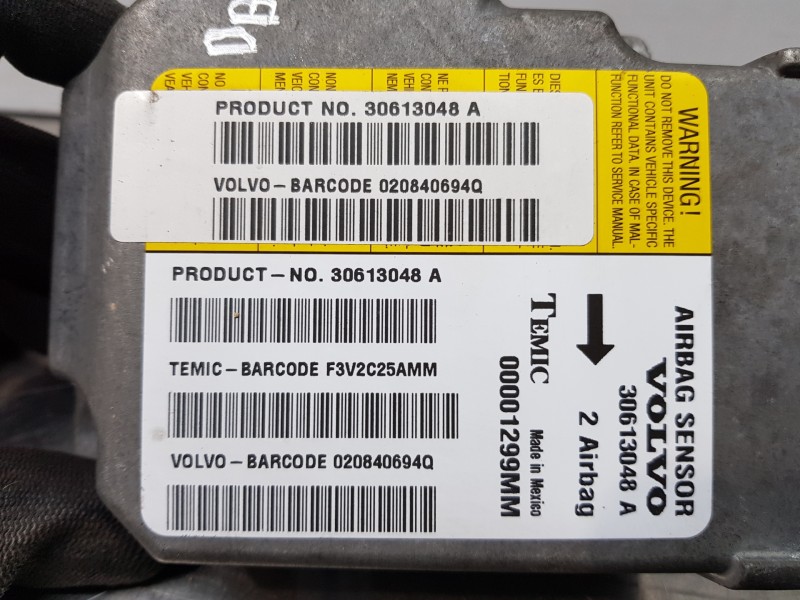 DB
PRODUCT NO. 30613048 A
VOLVO-BARCODE 020840694Q
PRODUCT-NO. 30613048 A
TEMIC-BARCODE F3V2C25AMM
VOLVO-BARCODE 020840694Q
WARNING!
DO NOT REMOVE THIS DEVICE. THE
UNIT CONTAINS VEHICLE SPECIFIC
FUNCTIONAL DATA. IN CASE OF MAL-
FUNCTION REFER TO SERVICE MANUAL.
AIRBAG SENSOR
VOLVO
30613048 A
2 Airbag
TEMIC
Made in Mexico
00001299MM